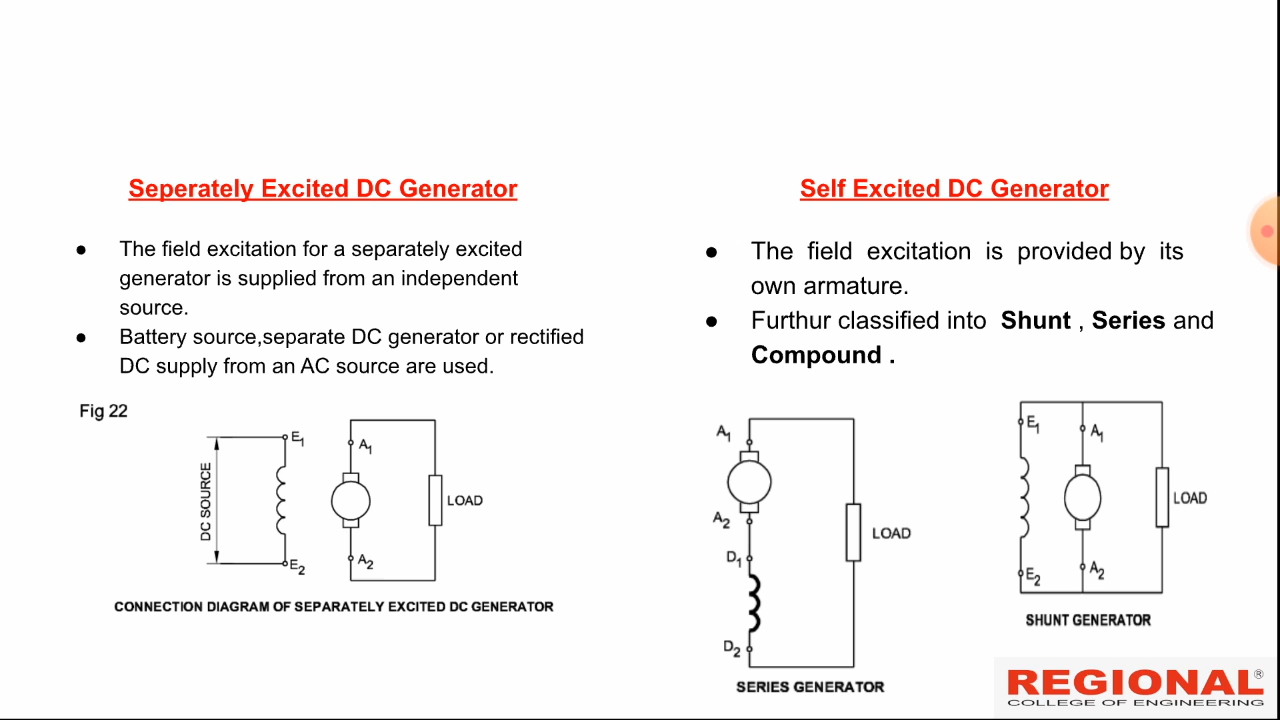 Seperately Excited DC Generator
● The field excitation for a separately excited
generator is supplied from an independent
source.
● Battery source,separate DC generator or rectified
DC supply from an AC source are used.
Fig 22
DC SOURCE
E1
E2
A1
A2
LOAD
CONNECTION DIAGRAM OF SEPARATELY EXCITED DC GENERATOR
Self Excited DC Generator
● The field excitation is provided by its
own armature.
● Furthur classified into Shunt , Series and
Compound .
A1
A2
D1
D2
LOAD
SERIES GENERATOR
E1
E2
A1
A2
LOAD
SHUNT GENERATOR
REGIONAL®
COLLEGE OF ENGINEERING